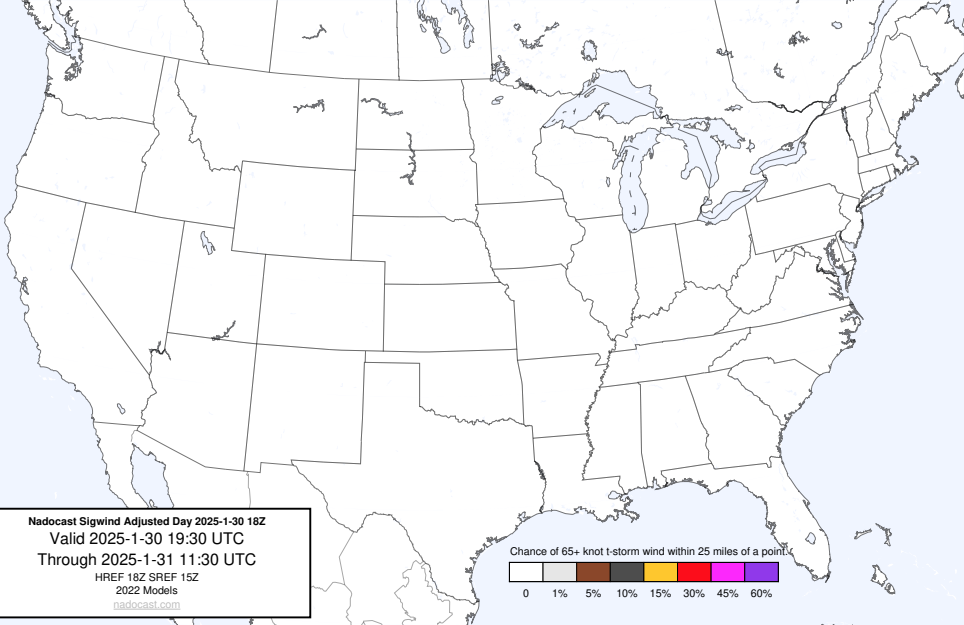 Nadocast Sigwind Adjusted Day 2025-1-30 18Z
Valid 2025-1-30 19:30 UTC
Through 2025-1-31 11:30 UTC
HREF 18Z SREF 15Z
2022 Models
nadocast.com
Chance of 65+ knot t-storm wind within 25 miles of a point.
0 1% 5% 10% 15% 30% 45% 60%